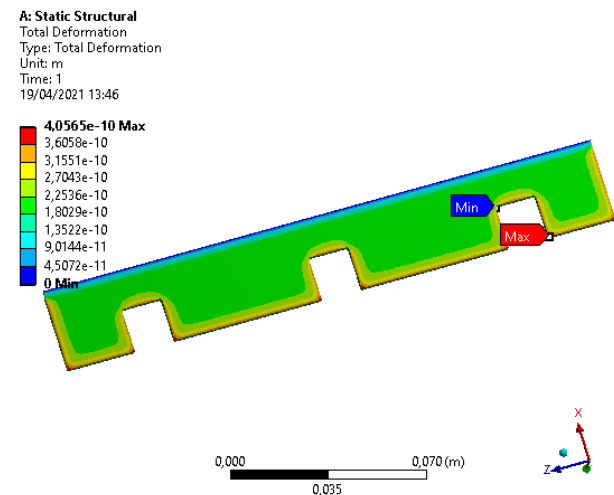 A: Static Structural
Total Deformation
Type: Total Deformation
Unit: m
Time: 1
19/04/2021 13:46
4,0565e-10 Max
3,6058e-10
3,1551e-10
2,7043e-10
2,2536e-10
1,8029e-10
1,3522e-10
9,0144e-11
4,5072e-11
0 Min
Min
Max
0,000
0,070 (m)
0,035
X
Z